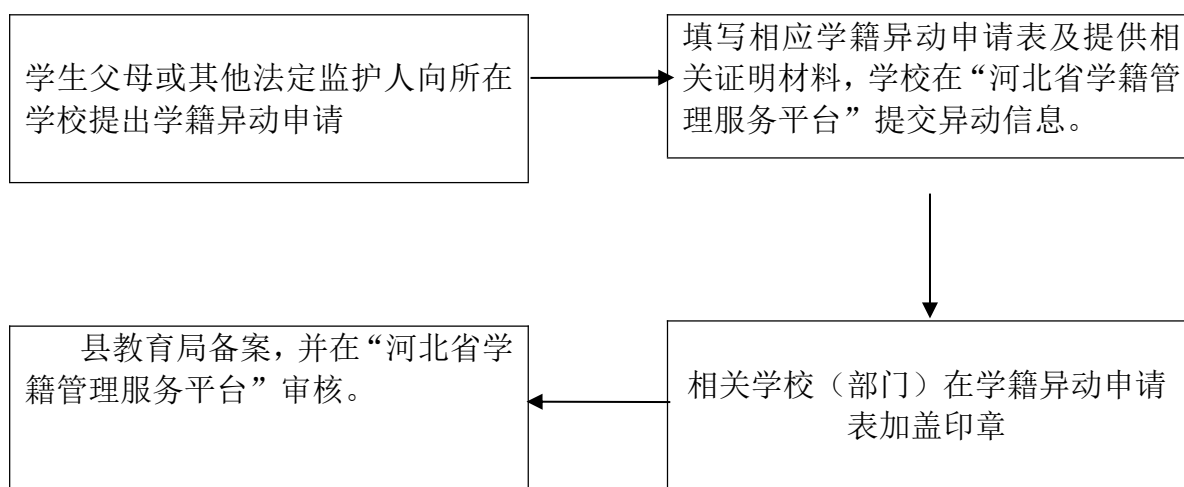 学生父母或其他法定监护人向所在
学校提出学籍异动申请
填写相应学籍异动申请表及提供相
关证明材料，学校在“河北省学籍管
理服务平台”提交异动信息。
相关学校（部门）在学籍异动申请
表加盖印章
县教育局备案，并在“河北省学
籍管理服务平台”审核。